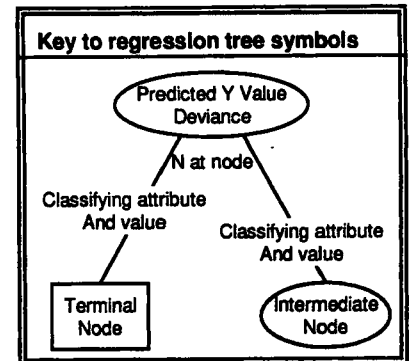 Key to regression tree symbols
Predicted Y Value
Deviance
N at node
Classifying attribute
And value
Classifying attribute
And value
Terminal
Node
Intermediate
Node